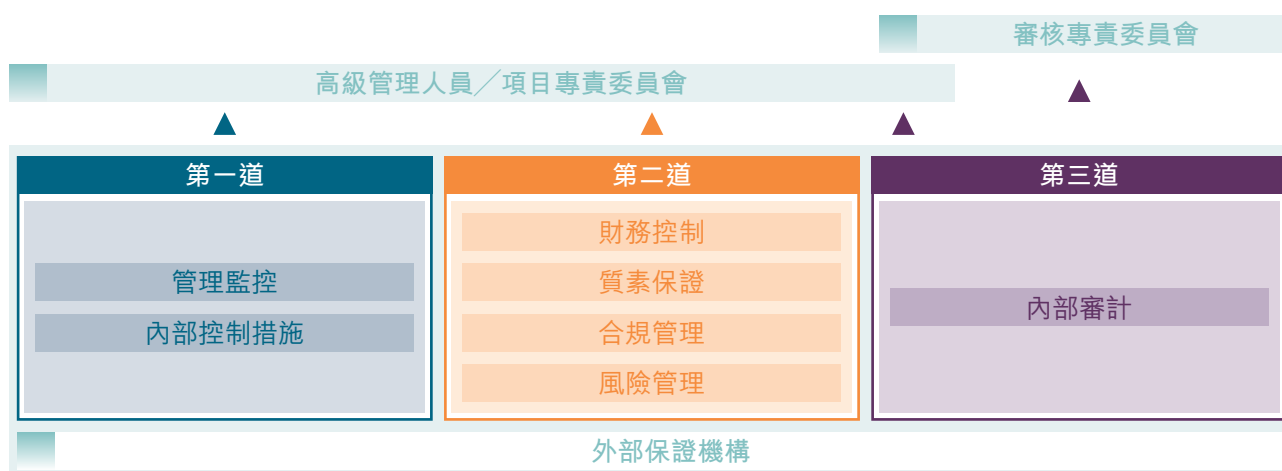 審核專責委員會
高級管理人員╱項目專責委員會
第一道
第二道
第三道
管理監控
內部控制措施
財務控制
質素保證
合規管理
風險管理
內部審計
外部保證機構